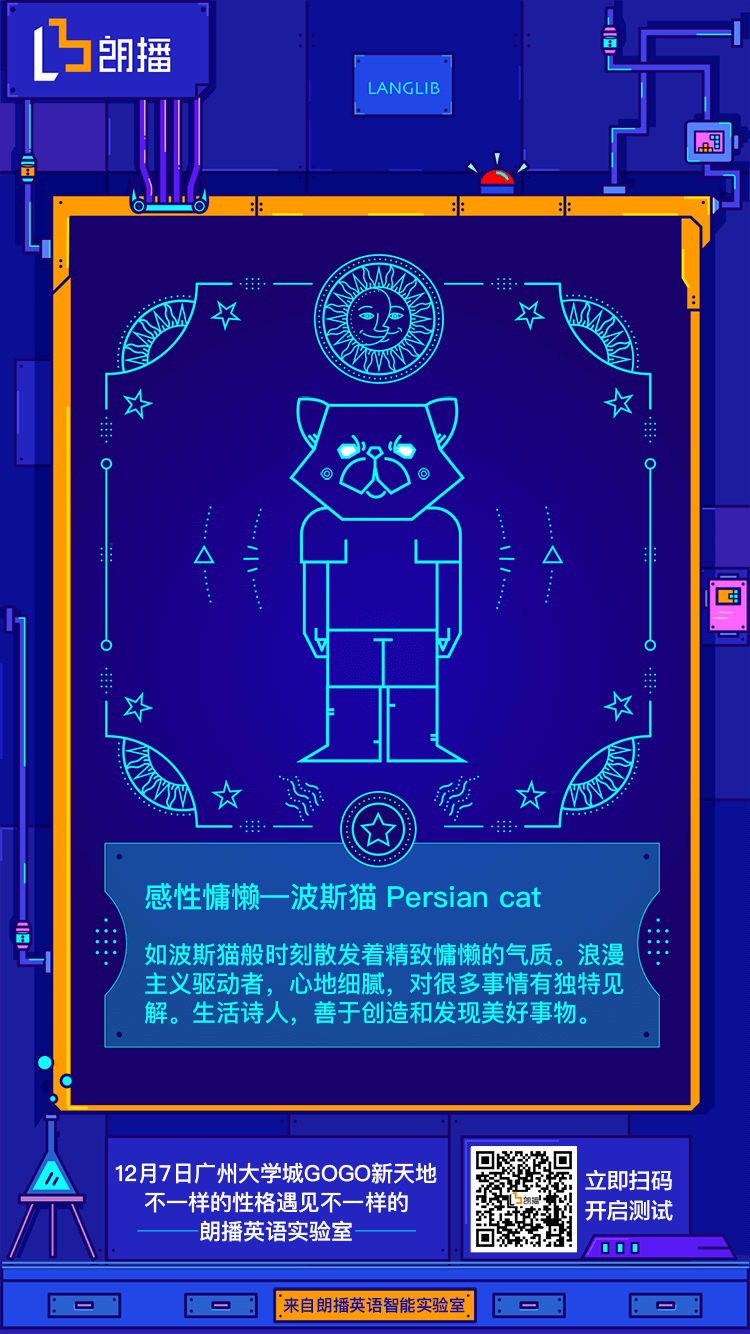 朗播
LANGLIB
感性慵懒—波斯猫 Persian cat
如波斯猫般时刻散发着精致慵懒的气质。浪漫
主义驱动者，心地细腻，对很多事情有独特见
解。生活诗人，善于创造和发现美好事物。
12月7日广州大学城GOGO新天地
不一样的性格遇见不一样的
朗播英语实验室
朗播
立即扫码
开启测试
来自朗播英语智能实验室